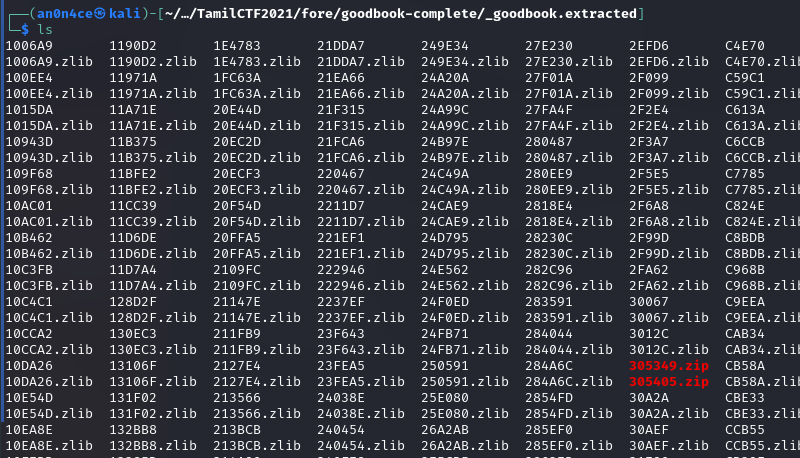 (an0n4ce㉿kali)-[~/…/TamilCTF2021/fore/goodbook-complete/_goodbook.extracted]
$ ls
1006A9 1190D2 1E4783 21DDA7 249E34 27E230 2EFD6 C4E70
1006A9.zlib 1190D2.zlib 1E4783.zlib 21DDA7.zlib 249E34.zlib 27E230.zlib 2EFD6.zlib C4E70.zlib
100EE4 11971A 1FC63A 21EA66 24A20A 27F01A 2F099 C59C1
100EE4.zlib 11971A.zlib 1FC63A.zlib 21EA66.zlib 24A20A.zlib 27F01A.zlib 2F099.zlib C59C1.zli
1015DA 11A71E 20E44D 21F315 24A99C 27FA4F 2F2E4 C613A
1015DA.zlib 11A71E.zlib 20E44D.zlib 21F315.zlib 24A99C.zlib 27FA4F.zlib 2F2E4.zlib C613A.zli
10943D 11B375 20EC2D 21FCA6 24B97E 280487 2F3A7 C6CCB
10943D.zlib 11B375.zlib 20EC2D.zlib 21FCA6.zlib 24B97E.zlib 280487.zlib 2F3A7.zlib C6CCB.zli
109F68 11BFE2 20ECF3 220467 24C49A 280EE9 2F5E5 C7785
109F68.zlib 11BFE2.zlib 20ECF3.zlib 220467.zlib 24C49A.zlib 280EE9.zlib 2F5E5.zlib C7785.zli
10AC01 11CC39 20F54D 2211D7 24CAE9 2818E4 2F6A8 C824E
10AC01.zlib 11CC39.zlib 20F54D.zlib 2211D7.zlib 24CAE9.zlib 2818E4.zlib 2F6A8.zlib C824E.zli
10B462 11D6DE 20FFA5 221EF1 24D795 28230C 2F99D C8BDB
10B462.zlib 11D6DE.zlib 20FFA5.zlib 221EF1.zlib 24D795.zlib 28230C.zlib 2F99D.zlib C8BDB.zli
10C3FB 11D7A4 2109FC 222946 24E562 282C96 2FA62 C968B
10C3FB.zlib 11D7A4.zlib 2109FC.zlib 222946.zlib 24E562.zlib 282C96.zlib 2FA62.zlib C968B.zli
10C4C1 128D2F 21147E 2237EF 24F0ED 283591 30067 C9EEA
10C4C1.zlib 128D2F.zlib 21147E.zlib 2237EF.zlib 24F0ED.zlib 283591.zlib 30067.zlib C9EEA.zli
10CCA2 130EC3 211FB9 23F643 24FB71 284044 3012C CAB34
10CCA2.zlib 130EC3.zlib 211FB9.zlib 23F643.zlib 24FB71.zlib 284044.zlib 3012C.zlib CAB34.zli
10DA26 13106F 2127E4 23FEA5 250591 284A6C 305349.zip CB58A
10DA26.zlib 13106F.zlib 2127E4.zlib 23FEA5.zlib 250591.zlib 284A6C.zlib 305405.zip CB58A.zli
10E54D 131F02 213566 24038E 25E080 2854FD 30A2A CBE33
10E54D.zlib 131F02.zlib 213566.zlib 24038E.zlib 25E080.zlib 2854FD.zlib 30A2A.zlib CBE33.zli
10EA8E 132BB8 213BCB 240454 26A2AB 285EF0 30AEF CCB55
10EA8E.zlib 132BB8.zlib 213BCB.zlib 240454.zlib 26A2AB.zlib 285EF0.zlib 30AEF.zlib CCB55.zli